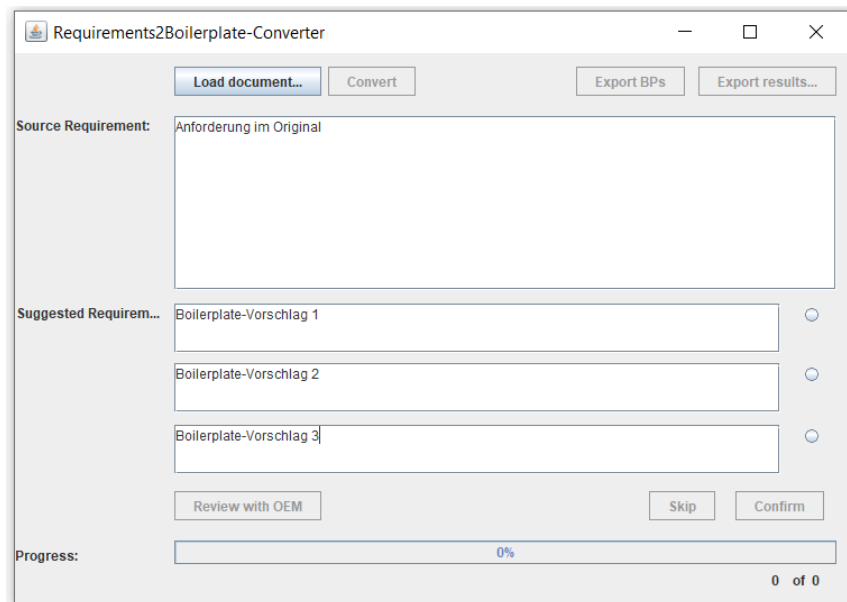 Requirements2Boilerplate-Converter
Load document... Convert Export BPs Export results...
Source Requirement: Anforderung im Original
Suggested Requirem... Boilerplate-Vorschlag 1
Boilerplate-Vorschlag 2
Boilerplate-Vorschlag 3
Review with OEM Skip Confirm
Progress: 0%
0 of 0